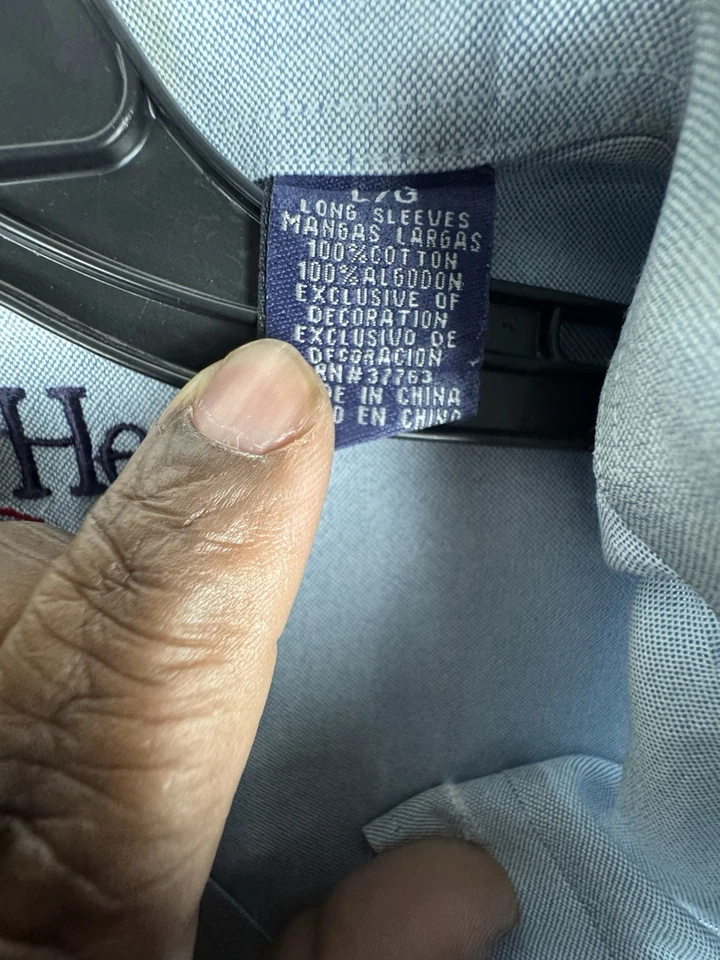 L/G
LONG SLEEVES
MANGAS LARGAS
100%COTTON
100%ALGODON
EXCLUSIVE OF
DECORATION
EXCLUSIVO DE
DECORACION
RN#37763
IN CHINA
EN CHINA
He